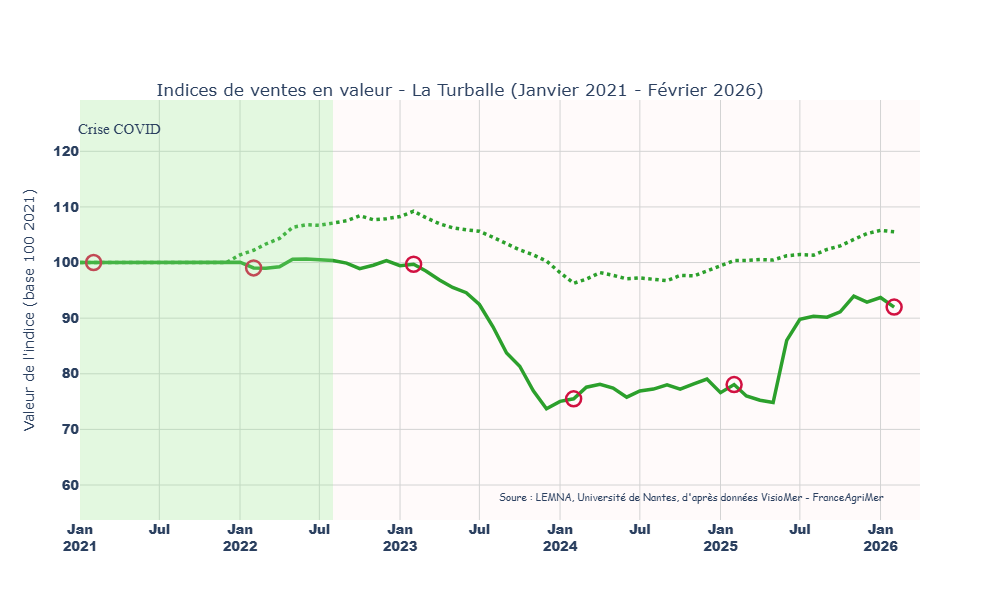 Indices de ventes en valeur - La Turballe (Janvier 2021 - Février 2026)
Crise COVID
Valeur de l'indice (base 100 2021)
120
110
100
90
80
70
60
Soure : LEMNA, Université de Nantes, d'après données VisioMer - FranceAgriMer
Jan Jul Jan Jul Jan Jul Jan Jul Jan Jul Jan
2021 2022 2023 2024 2025 2026